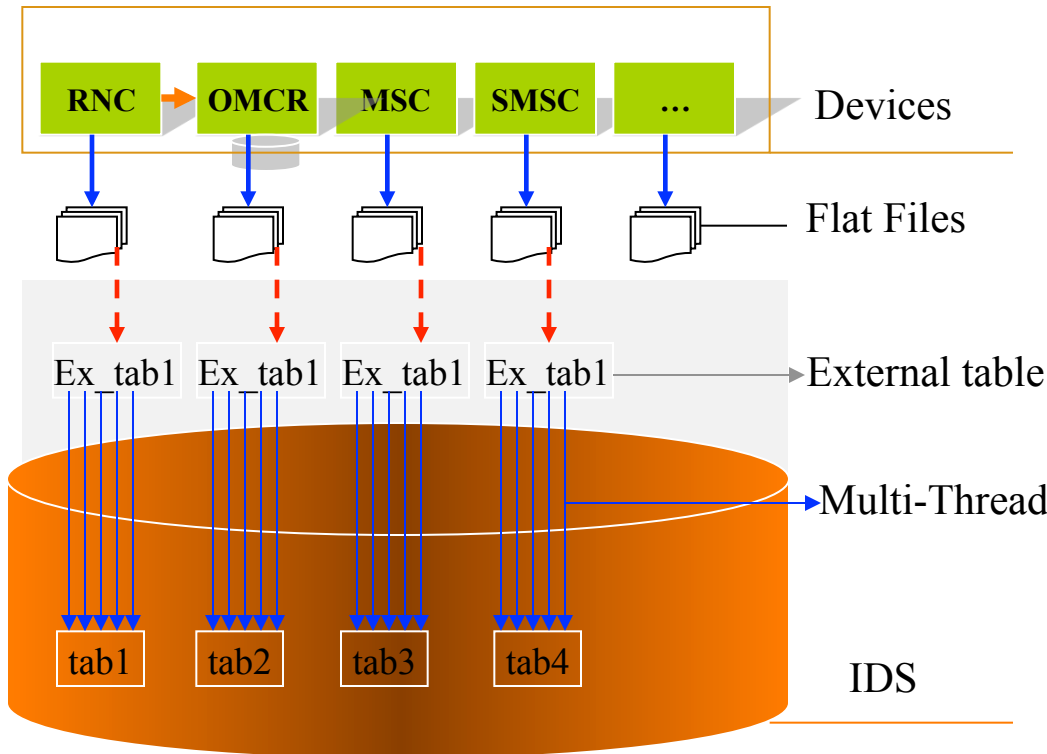 RNC
OMCR
MSC
SMSC
...
Devices
Flat Files
Ex_tab1
Ex_tab1
Ex_tab1
Ex_tab1
External table
Multi-Thread
tab1
tab2
tab3
tab4
IDS